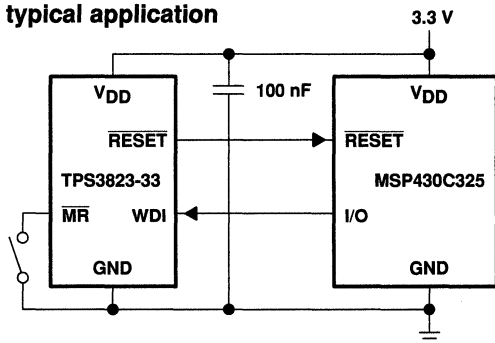 typical application
3.3 V
VDD
VDD
100 nF
RESET
RESET
TPS3823-33
MSP430C325
MR
WDI
I/O
GND
GND